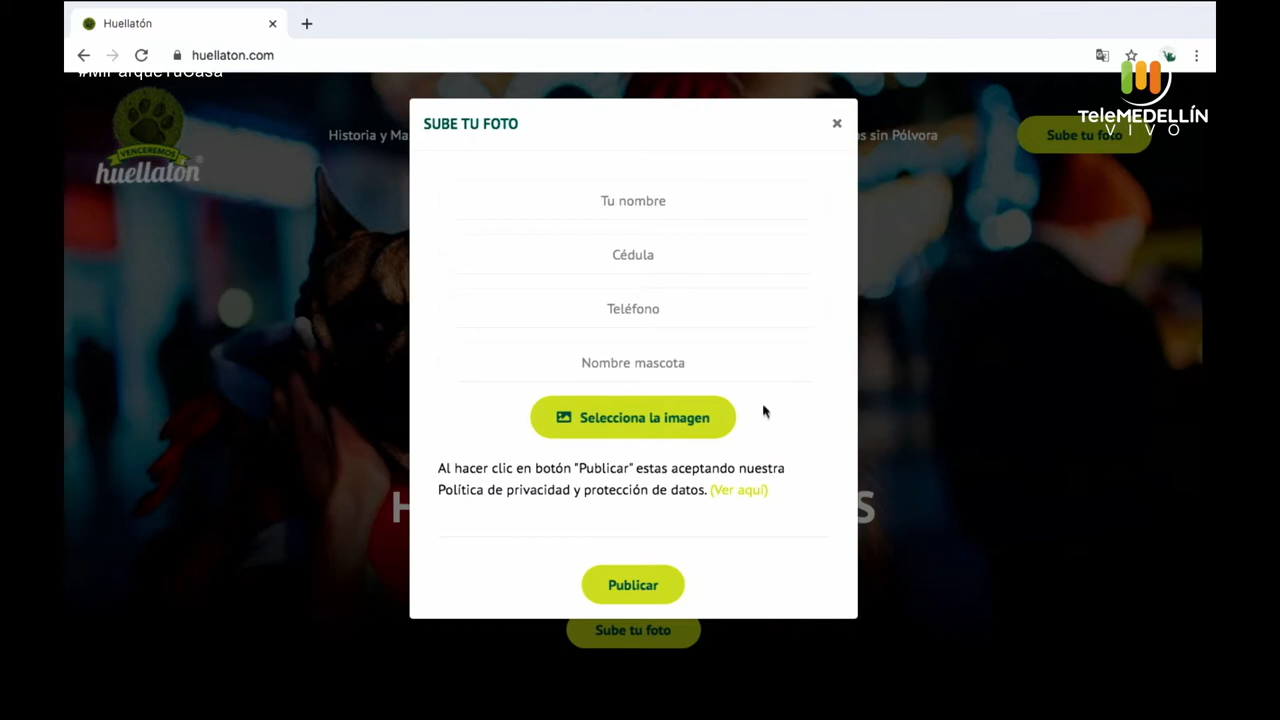 Huellatón
huellaton.com
#MiParqueTuCasa
TeleMEDELLÍN
VIVO
VENCEREMOS
huellatón®
Historia y Ma
s sin Pólvora
Sube tu foto
SUBE TU FOTO
Tu nombre
Cédula
Teléfono
Nombre mascota
Selecciona la imagen
Al hacer clic en botón "Publicar" estas aceptando nuestra
Política de privacidad y protección de datos. (Ver aquí)
H
S
Publicar
Sube tu foto